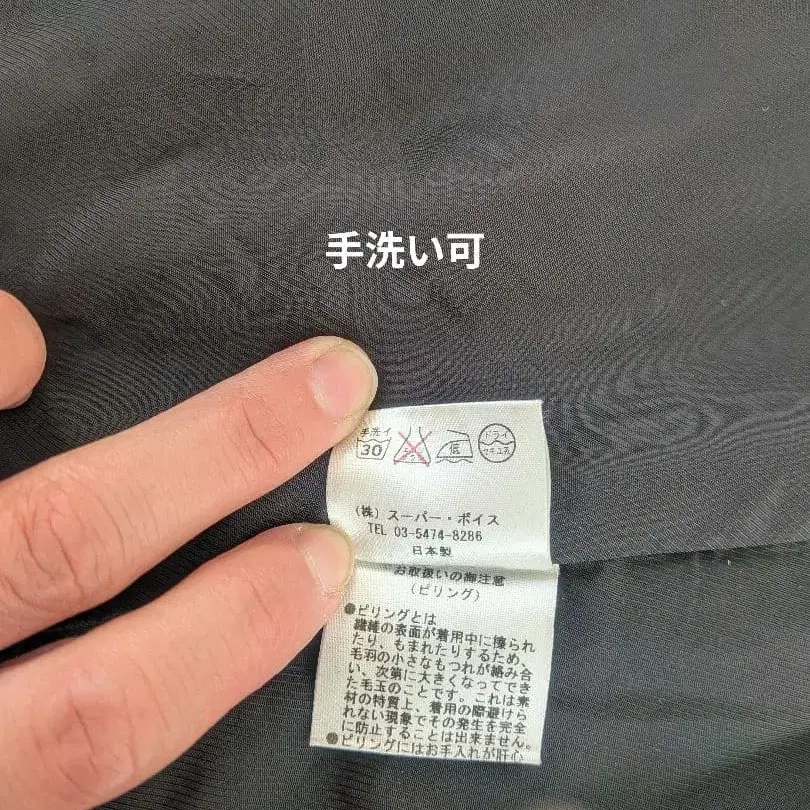 手洗い可
手洗イ
30
低
ドライ
セキユ系
(株) スーパー・ボイス
TEL 03-5474-8286
日本製
お取扱いの御注意
(ピリング)
●ピリングとは
繊維の表面が着用中に擦られ
たり、もまれたりするため、
毛羽の小さなもつれが絡み合
い、次第に大きくなってでき
た毛玉のことです。これは素
材の特質上、着用の際避けら
れない現象でその発生を完全
に防止することは出来ません。
●ピリングにはお手入れが肝心